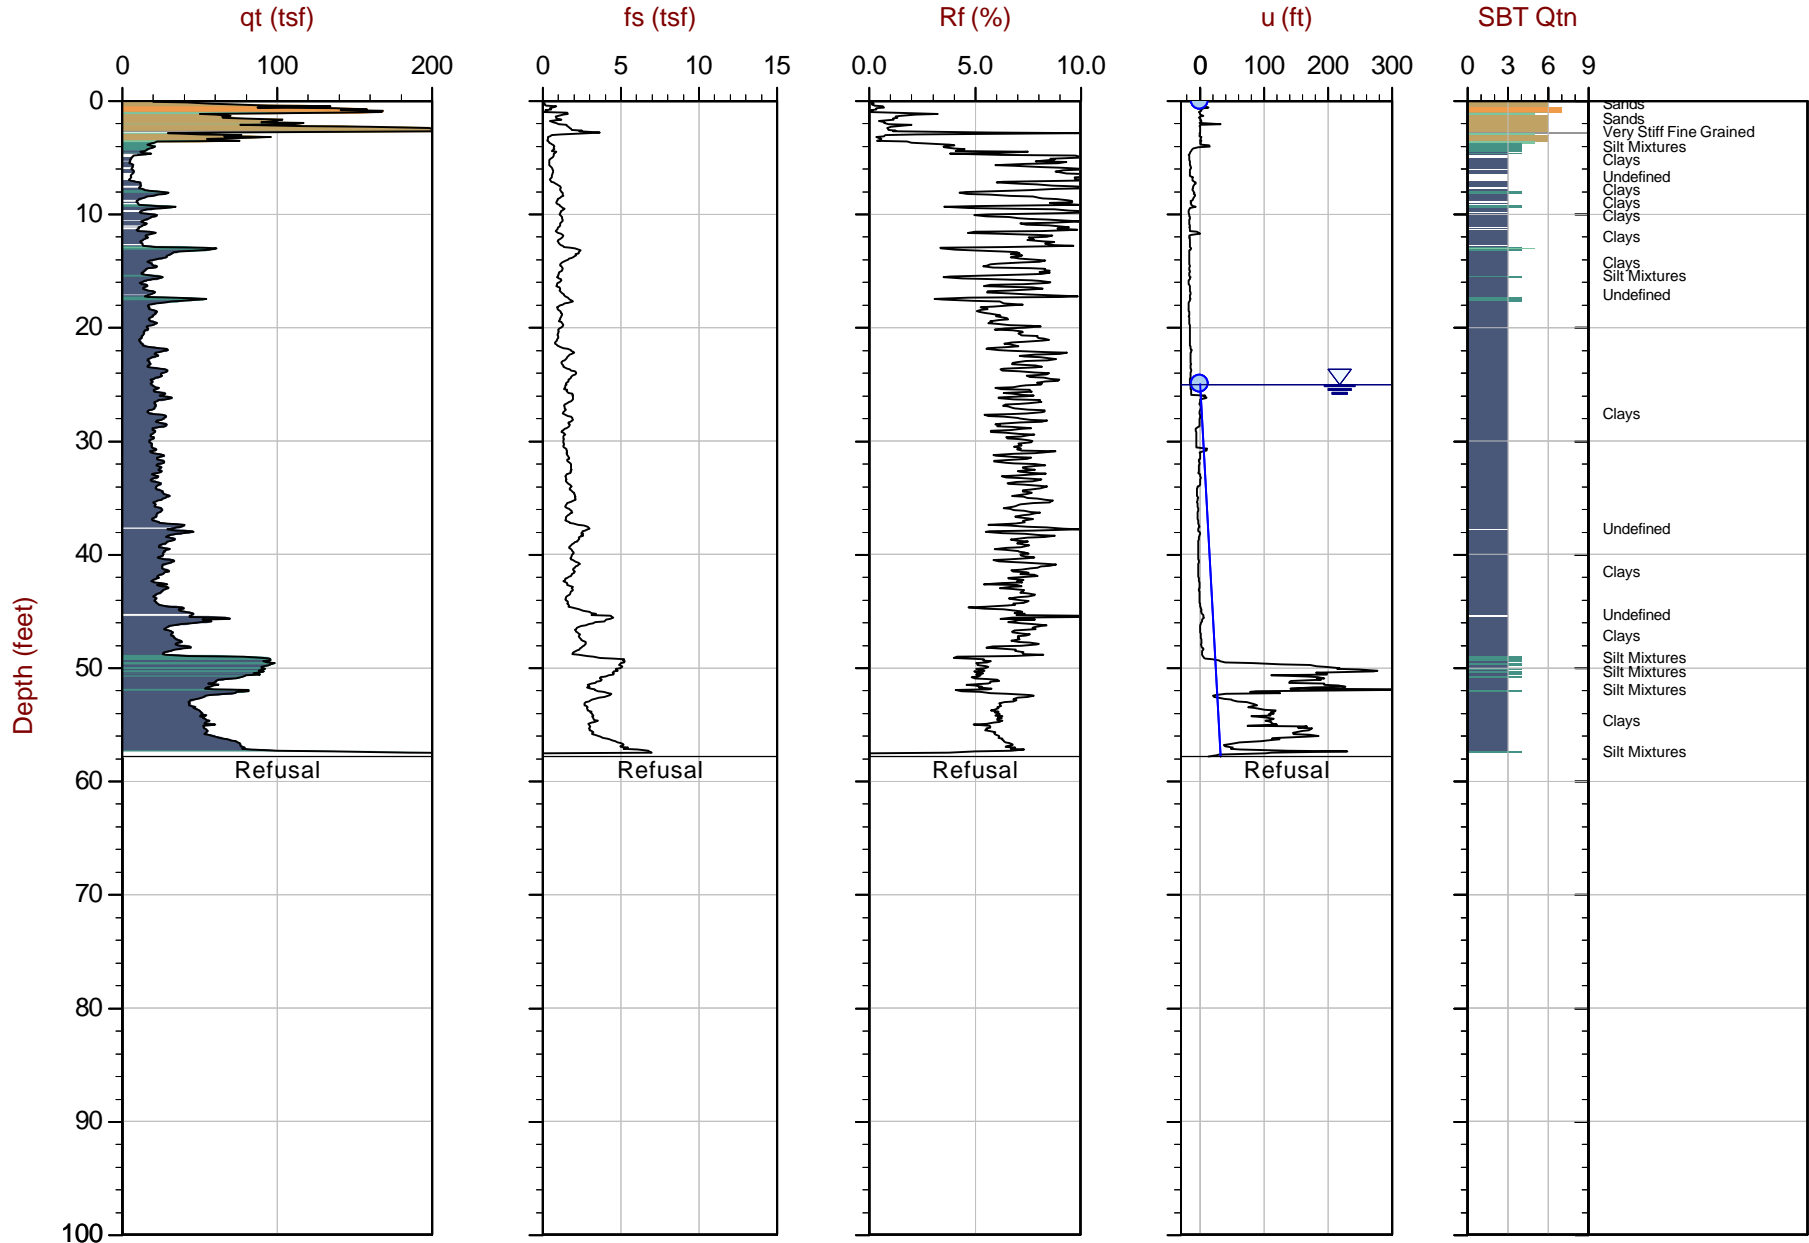 qt (tsf) fs (tsf) Rf (%) u (ft) SBT Qtn
0 100 200 0 5 10 15 0.0 5.0 10.0 0 100 200 300 0 3 6 9
0
10
20
30
40
50
60
70
80
90
100
Depth (feet)
Sands
Sands
Very Stiff Fine Grained
Silt Mixtures
Clays
Undefined
Clays
Clays
Clays
Clays
Clays
Silt Mixtures
Undefined
Clays
Undefined
Clays
Undefined
Clays
Silt Mixtures
Silt Mixtures
Silt Mixtures
Clays
Silt Mixtures
Refusal Refusal Refusal Refusal